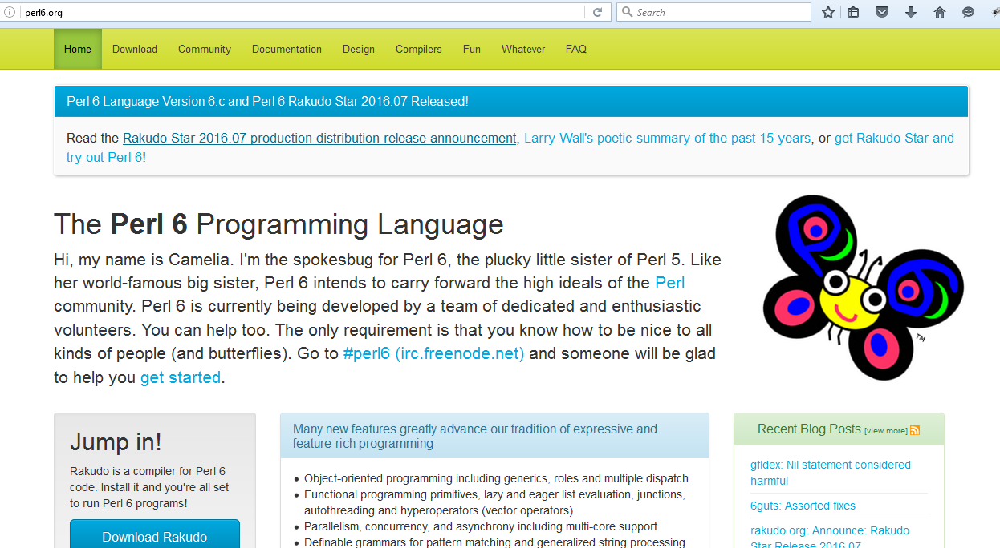 perl6.org
Search
Home Download Community Documentation Design Compilers Fun Whatever FAQ
Perl 6 Language Version 6.c and Perl 6 Rakudo Star 2016.07 Released!
Read the Rakudo Star 2016.07 production distribution release announcement, Larry Wall's poetic summary of the past 15 years, or get Rakudo Star and
try out Perl 6!
The Perl 6 Programming Language
Hi, my name is Camelia. I'm the spokesbug for Perl 6, the plucky little sister of Perl 5. Like
her world-famous big sister, Perl 6 intends to carry forward the high ideals of the Perl
community. Perl 6 is currently being developed by a team of dedicated and enthusiastic
volunteers. You can help too. The only requirement is that you know how to be nice to all
kinds of people (and butterflies). Go to #perl6 (irc.freenode.net) and someone will be glad
to help you get started.
TM
Jump in!
Rakudo is a compiler for Perl 6
code. Install it and you're all set
to run Perl 6 programs!
Download Rakudo
Many new features greatly advance our tradition of expressive and
feature-rich programming
• Object-oriented programming including generics, roles and multiple dispatch
• Functional programming primitives, lazy and eager list evaluation, junctions,
autothreading and hyperoperators (vector operators)
• Parallelism, concurrency, and asynchrony including multi-core support
• Definable grammars for pattern matching and generalized string processing
Recent Blog Posts [view more]
gfldex: Nil statement considered
harmful
6guts: Assorted fixes
rakudo.org: Announce: Rakudo
Star Release 2016.07